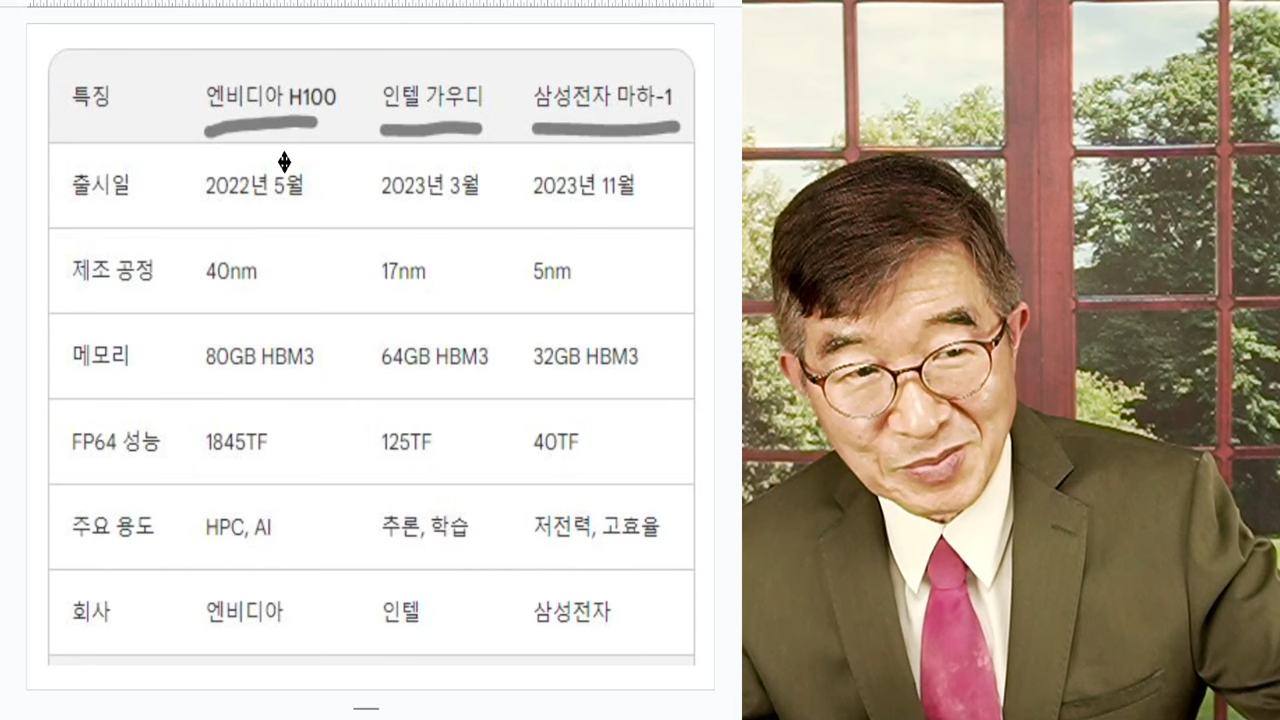 특징 엔비디아 H100 인텔 가우디 삼성전자 마하-1
출시일 2022년 5월 2023년 3월 2023년 11월
제조 공정 40nm 17nm 5nm
메모리 80GB HBM3 64GB HBM3 32GB HBM3
FP64 성능 1845TF 125TF 40TF
주요 용도 HPC, AI 추론, 학습 저전력, 고효율
회사 엔비디아 인텔 삼성전자